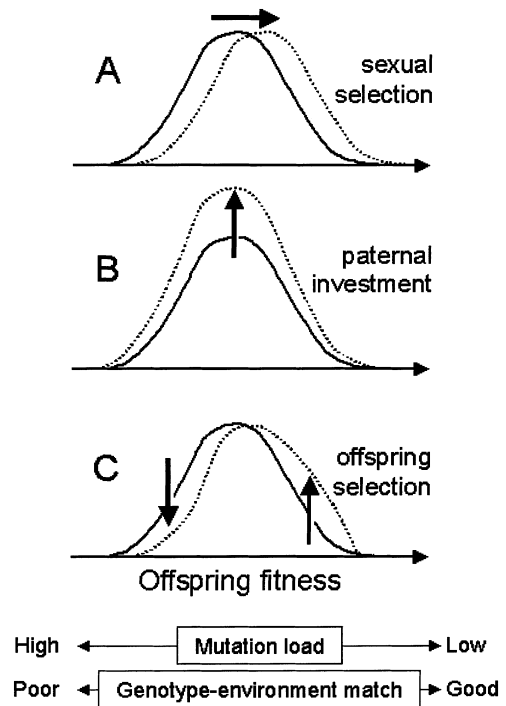 A
sexual
selection
B
paternal
investment
C
offspring
selection
Offspring fitness
High Mutation load Low
Poor Genotype-environment match Good